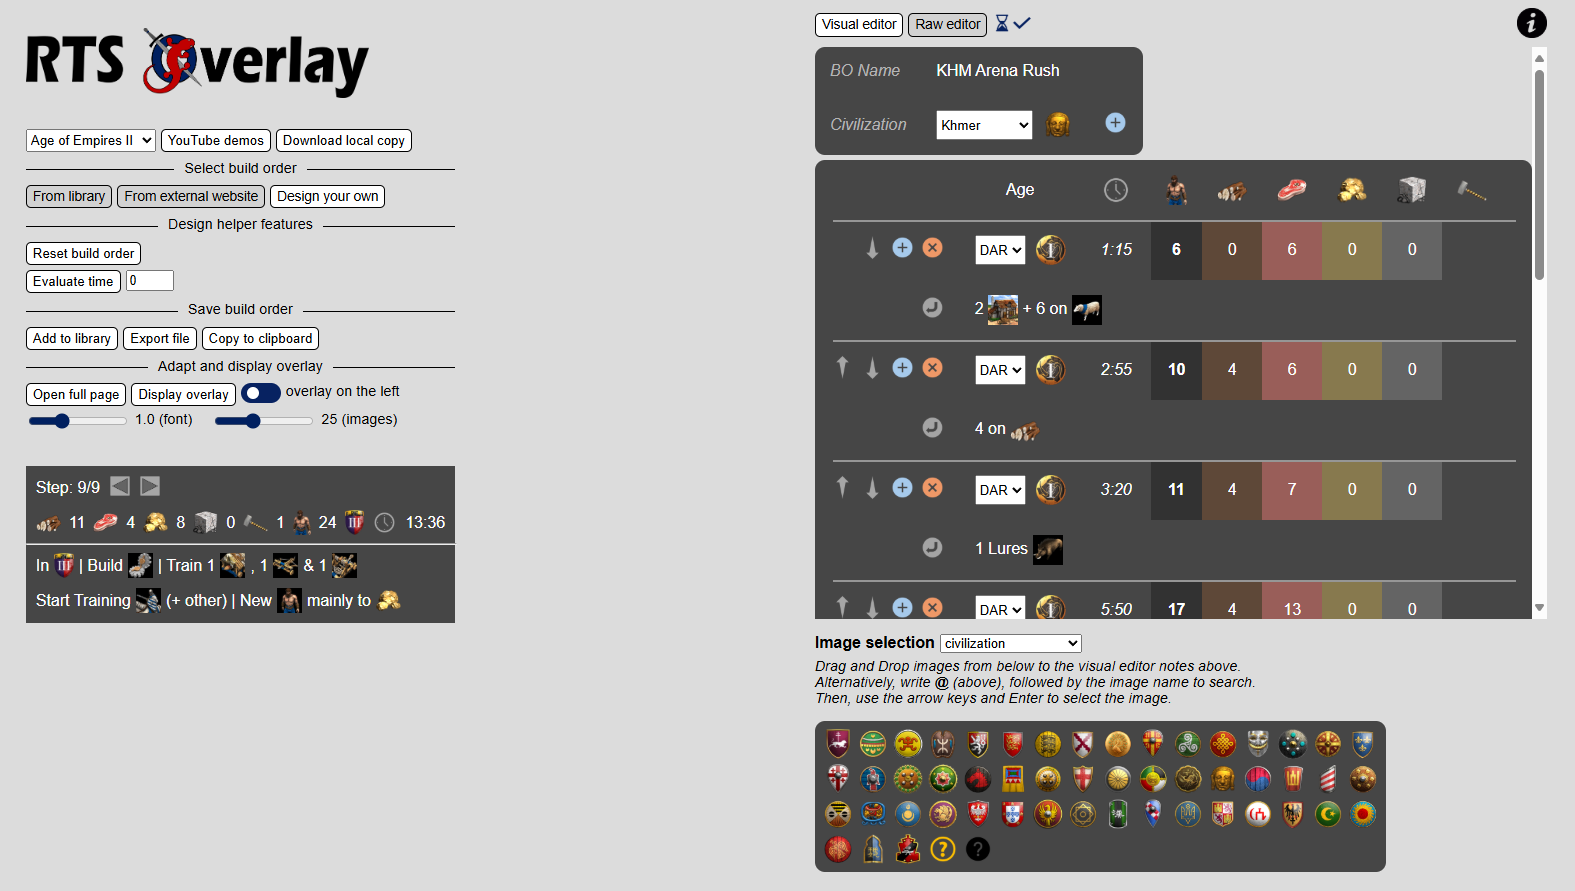 RTS Overlay
Age of Empires II YouTube demos Download local copy
Select build order
From library From external website Design your own
Design helper features
Reset build order
Evaluate time 0
Save build order
Add to library Export file Copy to clipboard
Adapt and display overlay
Open full page Display overlay overlay on the left
1.0 (font) 25 (images)
Step: 9/9
11 4 8 0 1 24 III 13:36
In III | Build | Train 1 , 1 & 1
Start Training (+ other) | New mainly to
Visual editor Raw editor
i
BO Name KHM Arena Rush
Civilization Khmer
Age
DAR I 1:15 6 0 6 0 0
2 + 6 on
DAR I 2:55 10 4 6 0 0
4 on
DAR I 3:20 11 4 7 0 0
1 Lures
DAR I 5:50 17 4 13 0 0
Image selection civilization
Drag and Drop images from below to the visual editor notes above.
Alternatively, write @ (above), followed by the image name to search.
Then, use the arrow keys and Enter to select the image.
? ?